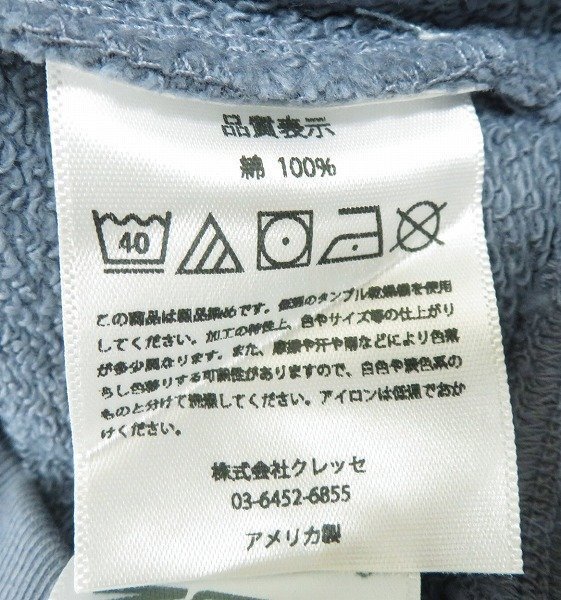 品質表示
綿 100%
40
この商品は製品染めです。低温のタンブル乾燥機を使用
してください。加工の特性上、色やサイズ等の仕上がり
が多少異なります。また、摩擦や汗や雨などにより色落
ちらし色移りする可能性がありますので、白色や淡色系の
ものと分けて洗濯してください。アイロンは低温でおか
けください。
株式会社クレッセ
03-6452-6855
アメリカ製